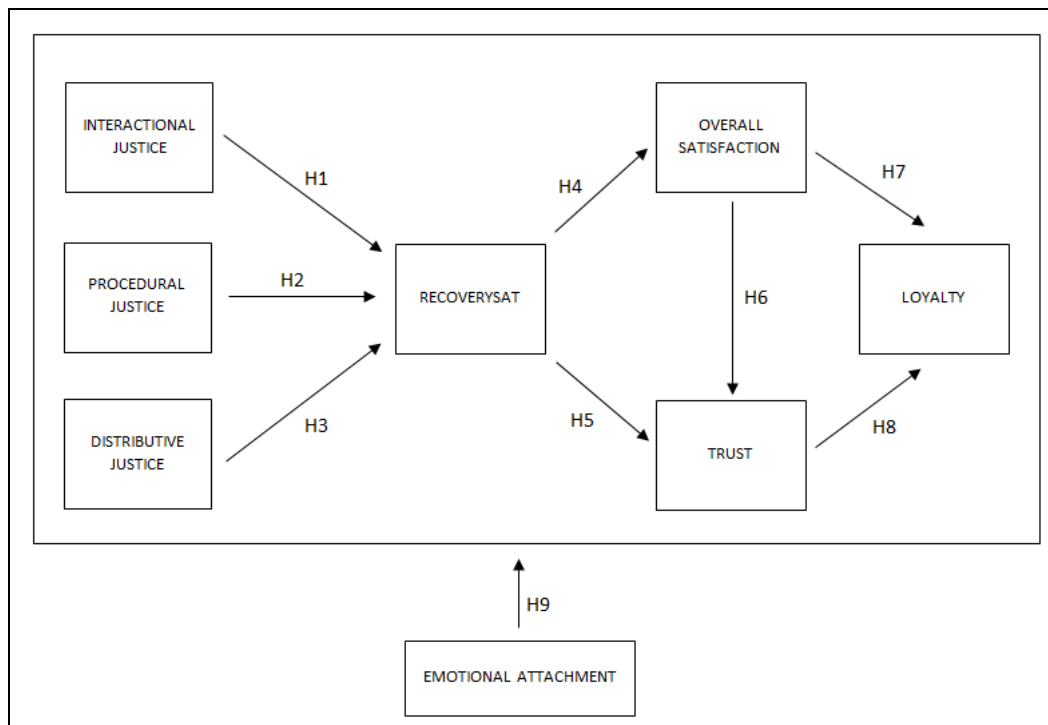 INTERACTIONAL
JUSTICE
H1
PROCEDURAL
JUSTICE
H2
DISTRIBUTIVE
JUSTICE
H3
RECOVERYSAT
H4
OVERALL
SATISFACTION
H5
H6
TRUST
H7
H8
LOYALTY
H9
EMOTIONAL ATTACHMENT